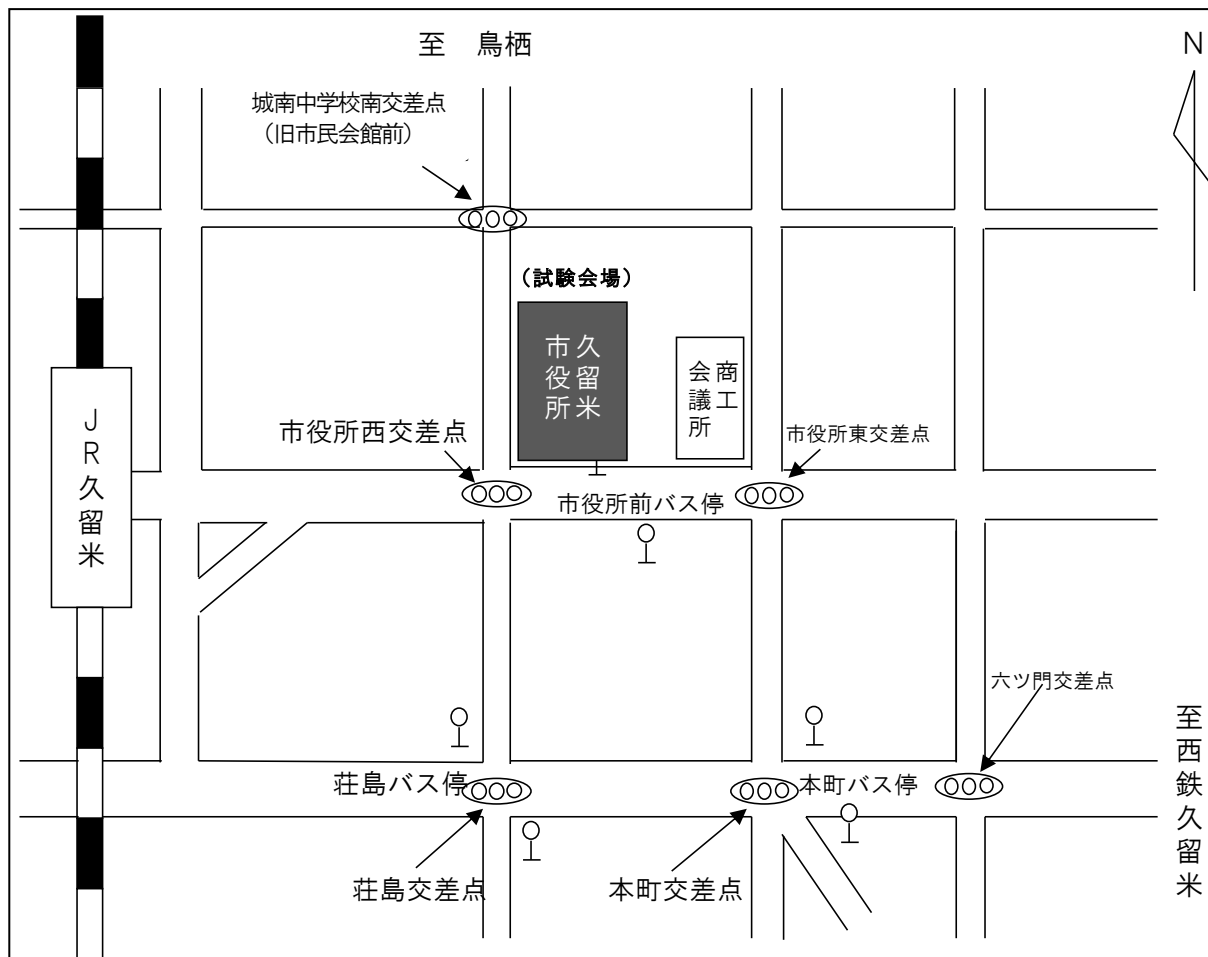 至　鳥栖
N
城南中学校南交差点
（旧市民会館前）
（試験会場）
久留米
市役所
商工
会議所
ＪＲ久留米
市役所西交差点
市役所東交差点
市役所前バス停
六ツ門交差点
至西鉄久留米
荘島バス停
本町バス停
荘島交差点
本町交差点